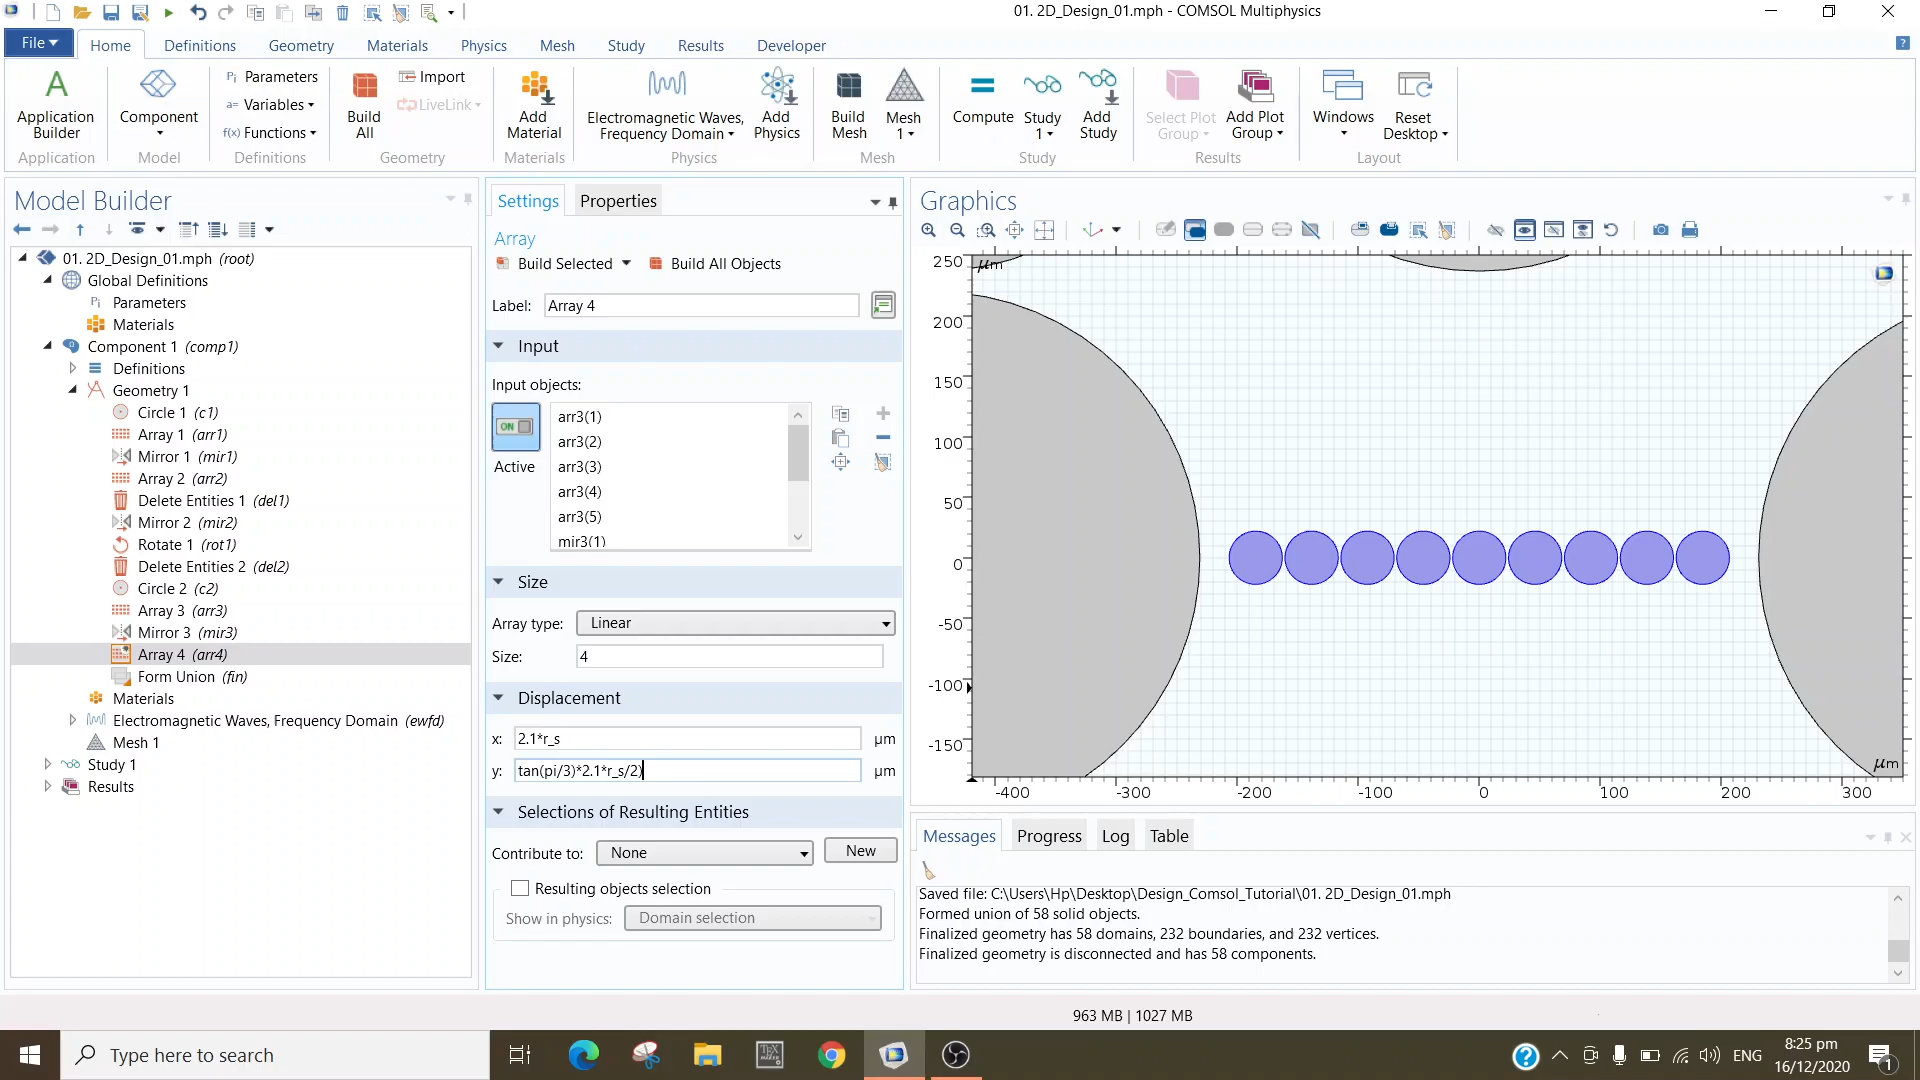 01. 2D_Design_01.mph - COMSOL Multiphysics
File
Home
Definitions
Geometry
Materials
Physics
Mesh
Study
Results
Developer
Application Builder
Component
Pi Parameters
a= Variables
f(x) Functions
Build All
Import
LiveLink
Add Material
Electromagnetic Waves, Frequency Domain
Add Physics
Build Mesh
Mesh 1
Compute
Study 1
Add Study
Select Plot Group
Add Plot Group
Windows
Reset Desktop
Application
Model
Definitions
Geometry
Materials
Physics
Mesh
Study
Results
Layout
Model Builder
01. 2D_Design_01.mph (root)
Global Definitions
Pi Parameters
Materials
Component 1 (comp1)
Definitions
Geometry 1
Circle 1 (c1)
Array 1 (arr1)
Mirror 1 (mir1)
Array 2 (arr2)
Delete Entities 1 (del1)
Mirror 2 (mir2)
Rotate 1 (rot1)
Delete Entities 2 (del2)
Circle 2 (c2)
Array 3 (arr3)
Mirror 3 (mir3)
Array 4 (arr4)
Form Union (fin)
Materials
Electromagnetic Waves, Frequency Domain (ewfd)
Mesh 1
Study 1
Results
Settings
Properties
Array
Build Selected
Build All Objects
Label: Array 4
Input
Input objects:
ON
Active
arr3(1)
arr3(2)
arr3(3)
arr3(4)
arr3(5)
mir3(1)
Size
Array type: Linear
Size: 4
Displacement
x: 2.1*r_s µm
y: tan(pi/3)*2.1*r_s/2) µm
Selections of Resulting Entities
Contribute to: None New
Resulting objects selection
Show in physics: Domain selection
Graphics
250
µm
200
150
100
50
0
-50
-100
-150
µm
-400 -300 -200 -100 0 100 200 300
Messages
Progress
Log
Table
Saved file: C:\Users\Hp\Desktop\Design_Comsol_Tutorial\01. 2D_Design_01.mph
Formed union of 58 solid objects.
Finalized geometry has 58 domains, 232 boundaries, and 232 vertices.
Finalized geometry is disconnected and has 58 components.
963 MB | 1027 MB
Type here to search
TEX
MAKER
ENG
8:25 pm
16/12/2020
1